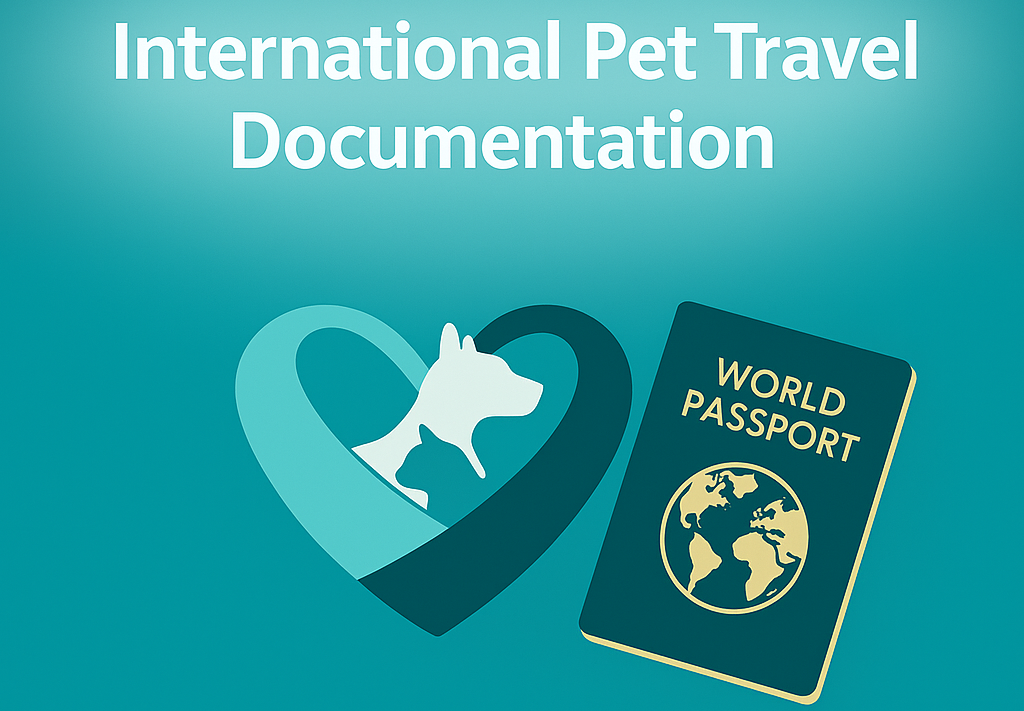 International Pet Travel
Documentation
WORLD
PASSPORT